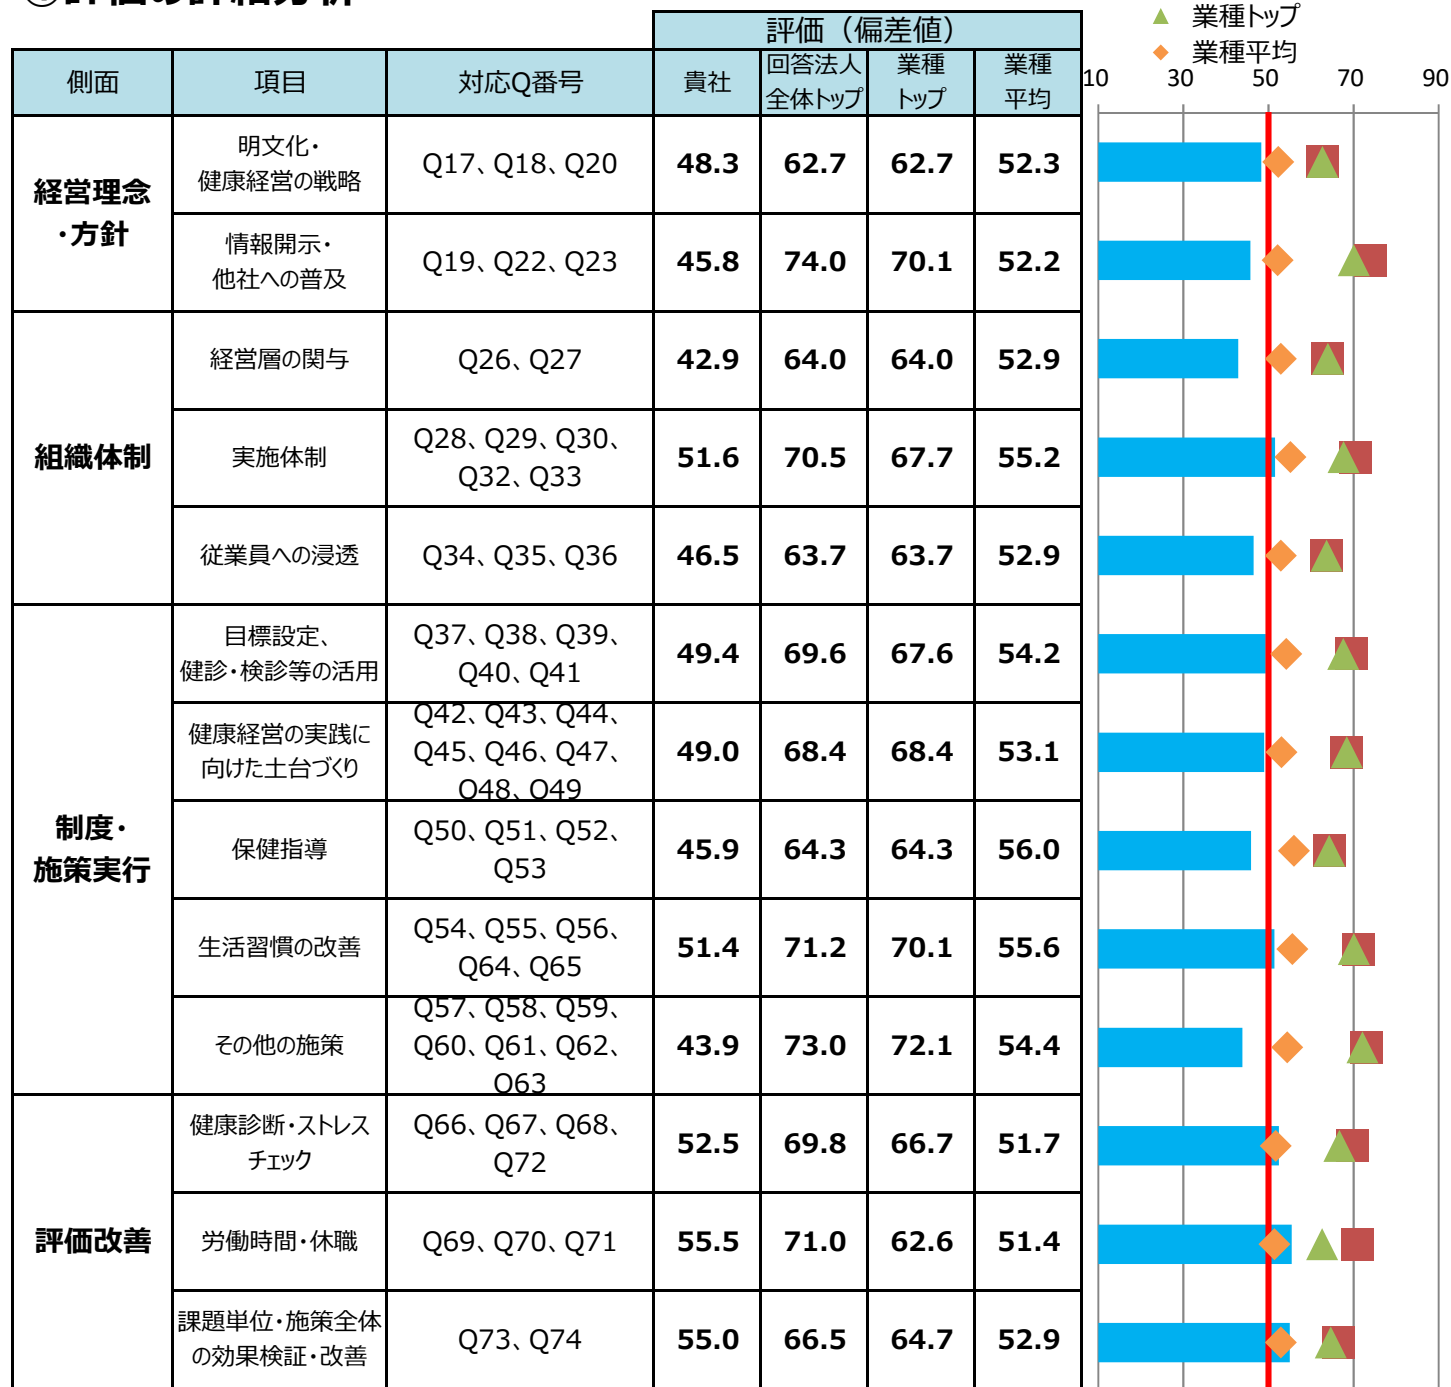 評価（偏差値）
▲ 業種トップ
◆ 業種平均
側面 項目 対応Q番号 貴社 回答法人 業種 業種
全体トップ トップ 平均
10 30 50 70 90
経営理念
・方針
明文化・
健康経営の戦略
Q17、Q18、Q20 48.3 62.7 62.7 52.3
情報開示・
他社への普及
Q19、Q22、Q23 45.8 74.0 70.1 52.2
組織体制
経営層の関与 Q26、Q27 42.9 64.0 64.0 52.9
実施体制
Q28、Q29、Q30、
Q32、Q33
51.6 70.5 67.7 55.2
従業員への浸透 Q34、Q35、Q36 46.5 63.7 63.7 52.9
制度・
施策実行
目標設定、
健診・検診等の活用
Q37、Q38、Q39、
Q40、Q41
49.4 69.6 67.6 54.2
健康経営の実践に
向けた土台づくり
Q42、Q43、Q44、
Q45、Q46、Q47、
Q48、Q49
49.0 68.4 68.4 53.1
保健指導
Q50、Q51、Q52、
Q53
45.9 64.3 64.3 56.0
生活習慣の改善
Q54、Q55、Q56、
Q64、Q65
51.4 71.2 70.1 55.6
その他の施策
Q57、Q58、Q59、
Q60、Q61、Q62、
Q63
43.9 73.0 72.1 54.4
評価改善
健康診断・ストレス
チェック
Q66、Q67、Q68、
Q72
52.5 69.8 66.7 51.7
労働時間・休職 Q69、Q70、Q71 55.5 71.0 62.6 51.4
課題単位・施策全体
の効果検証・改善
Q73、Q74 55.0 66.5 64.7 52.9